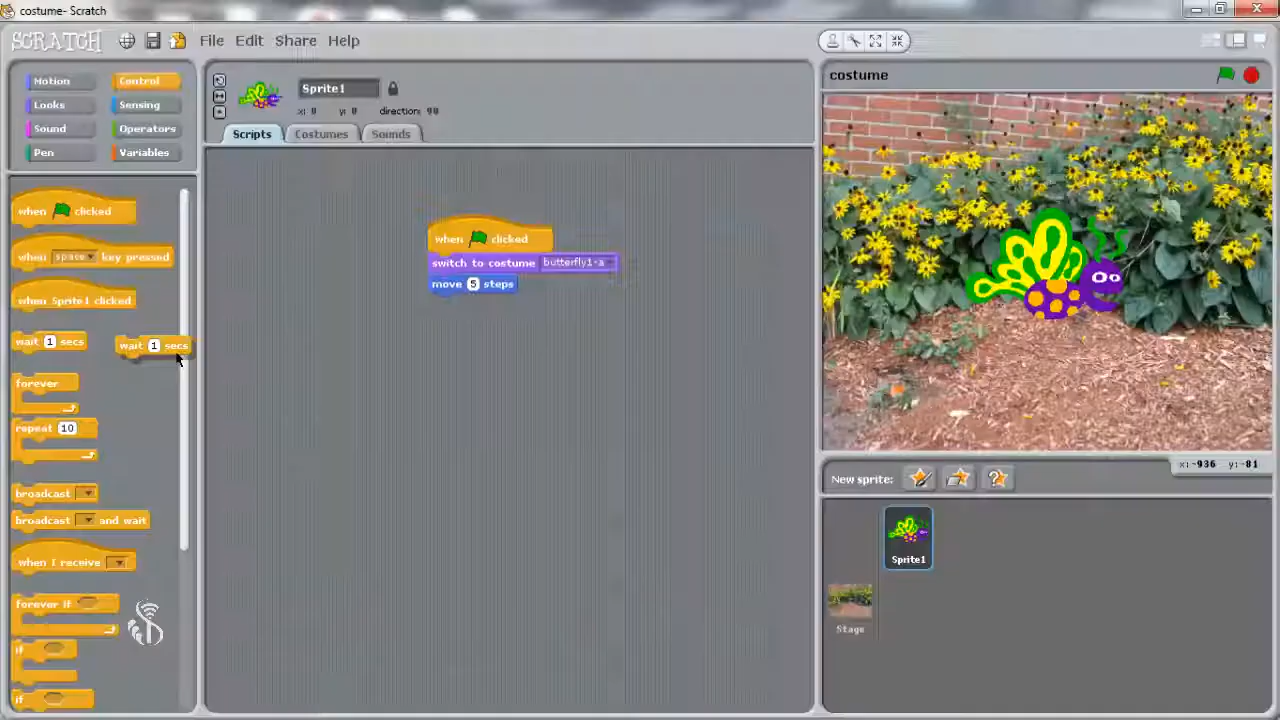 costume- Scratch
SCRATCH File Edit Share Help
Motion Control
Looks Sensing
Sound Operators
Pen Variables
Sprite1
x: 0 y: 0 direction: 90
Scripts Costumes Sounds
costume
when clicked
when space key pressed
when Sprite1 clicked
wait 1 secs
wait 1 secs
forever
repeat 10
broadcast
broadcast and wait
when I receive
forever if
if
if
when clicked
switch to costume butterfly1-a
move 5 steps
x:-936 y:-81
New sprite:
Sprite1
Stage